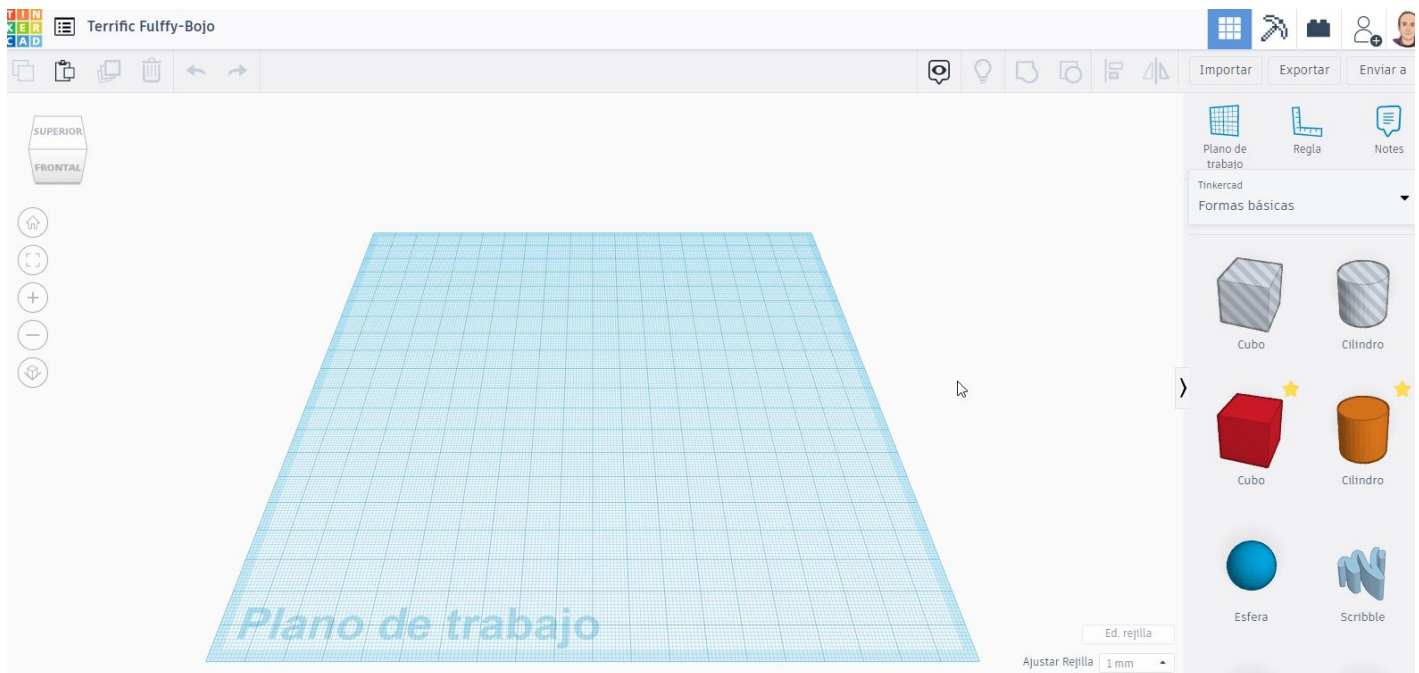 TIN
KER
CAD
Terrific Fulffy-Bojo
Importar
Exportar
Enviar a
SUPERIOR
FRONTAL
Plano de
trabajo
Regla
Notes
Tinkercad
Formas básicas
Cubo
Cilindro
Cubo
Cilindro
Esfera
Scribble
Plano de trabajo
Ed. rejilla
Ajustar Rejilla
1 mm